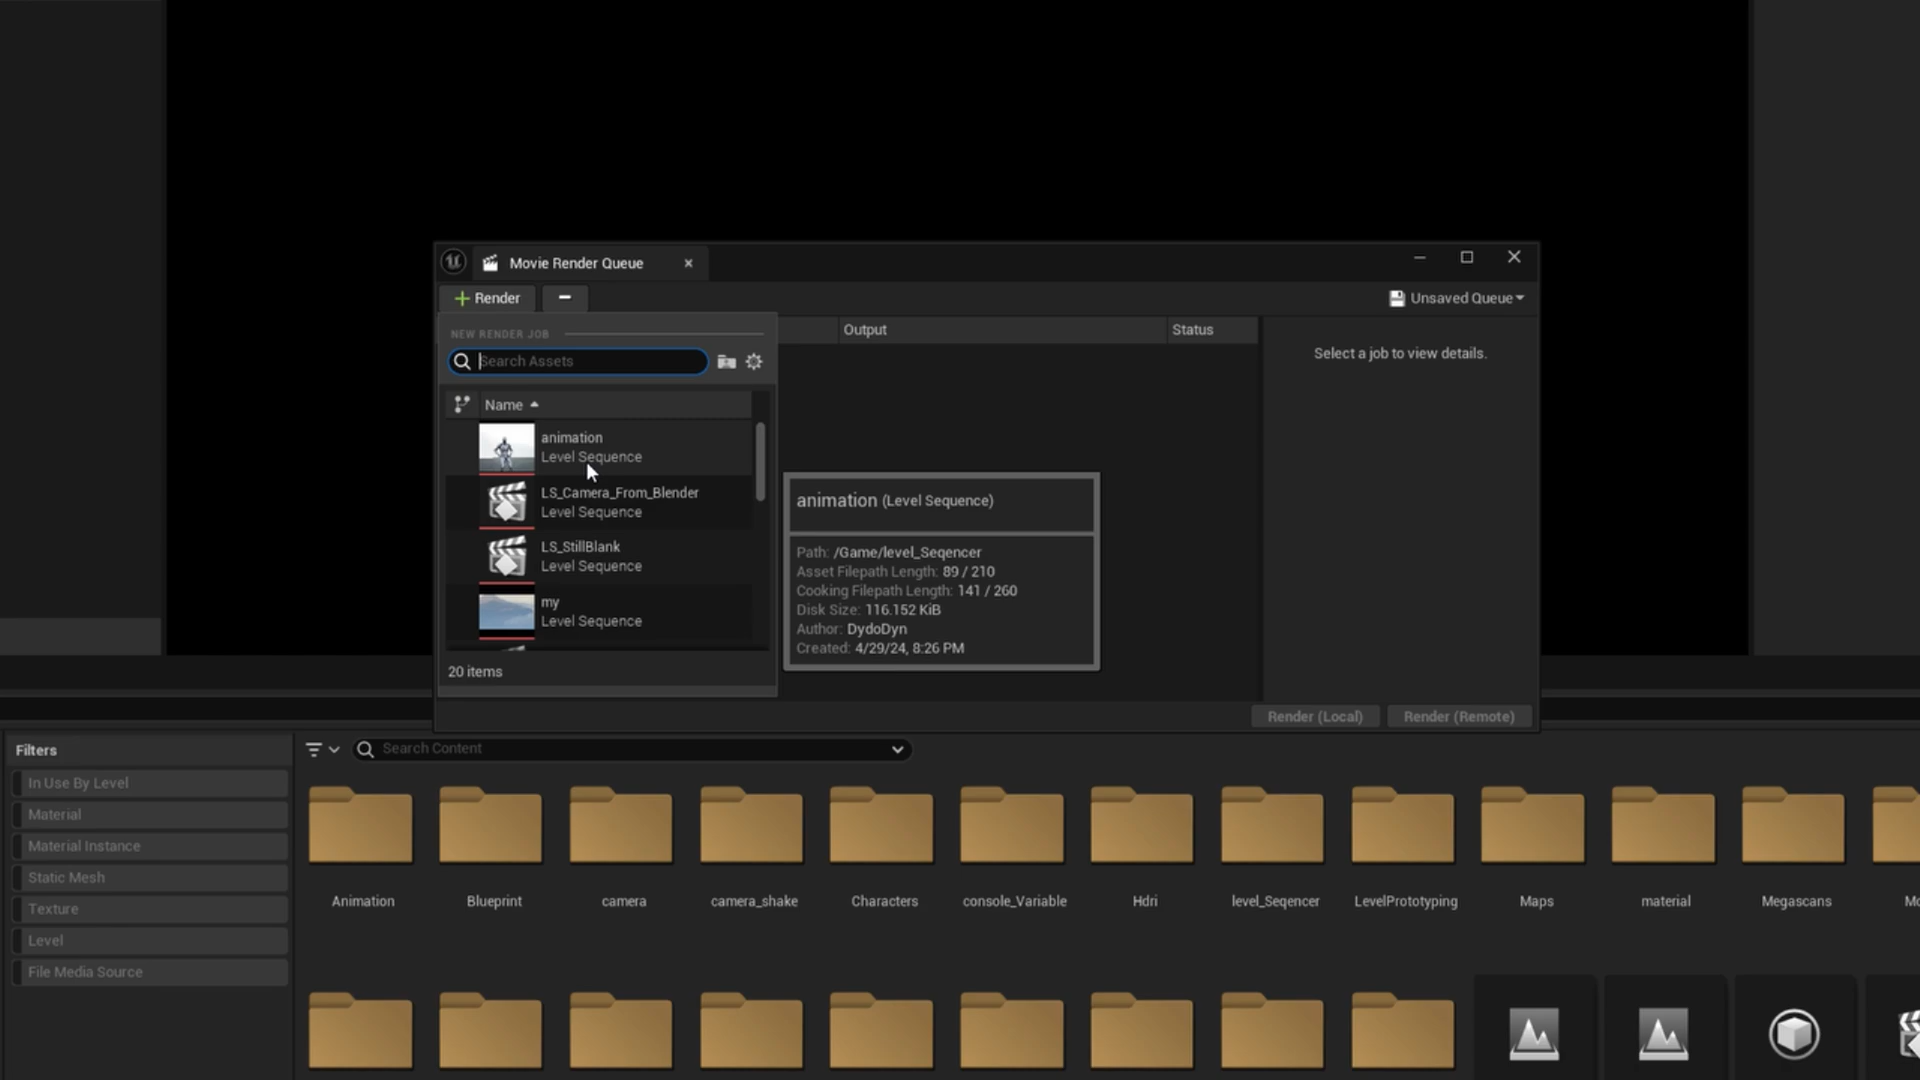 Movie Render Queue
Render
Unsaved Queue
NEW RENDER JOB
Search Assets
Output
Status
Select a job to view details.
Name
animation
Level Sequence
LS_Camera_From_Blender
Level Sequence
LS_StillBlank
Level Sequence
my
Level Sequence
20 items
animation (Level Sequence)
Path: /Game/level_Seqencer
Asset Filepath Length: 89 / 210
Cooking Filepath Length: 141 / 260
Disk Size: 116.152 KiB
Author: DydoDyn
Created: 4/29/24, 8:26 PM
Render (Local)
Render (Remote)
Filters
Search Content
In Use By Level
Material
Material Instance
Static Mesh
Texture
Level
File Media Source
Animation
Blueprint
camera
camera_shake
Characters
console_Variable
Hdri
level_Seqencer
LevelPrototyping
Maps
material
Megascans